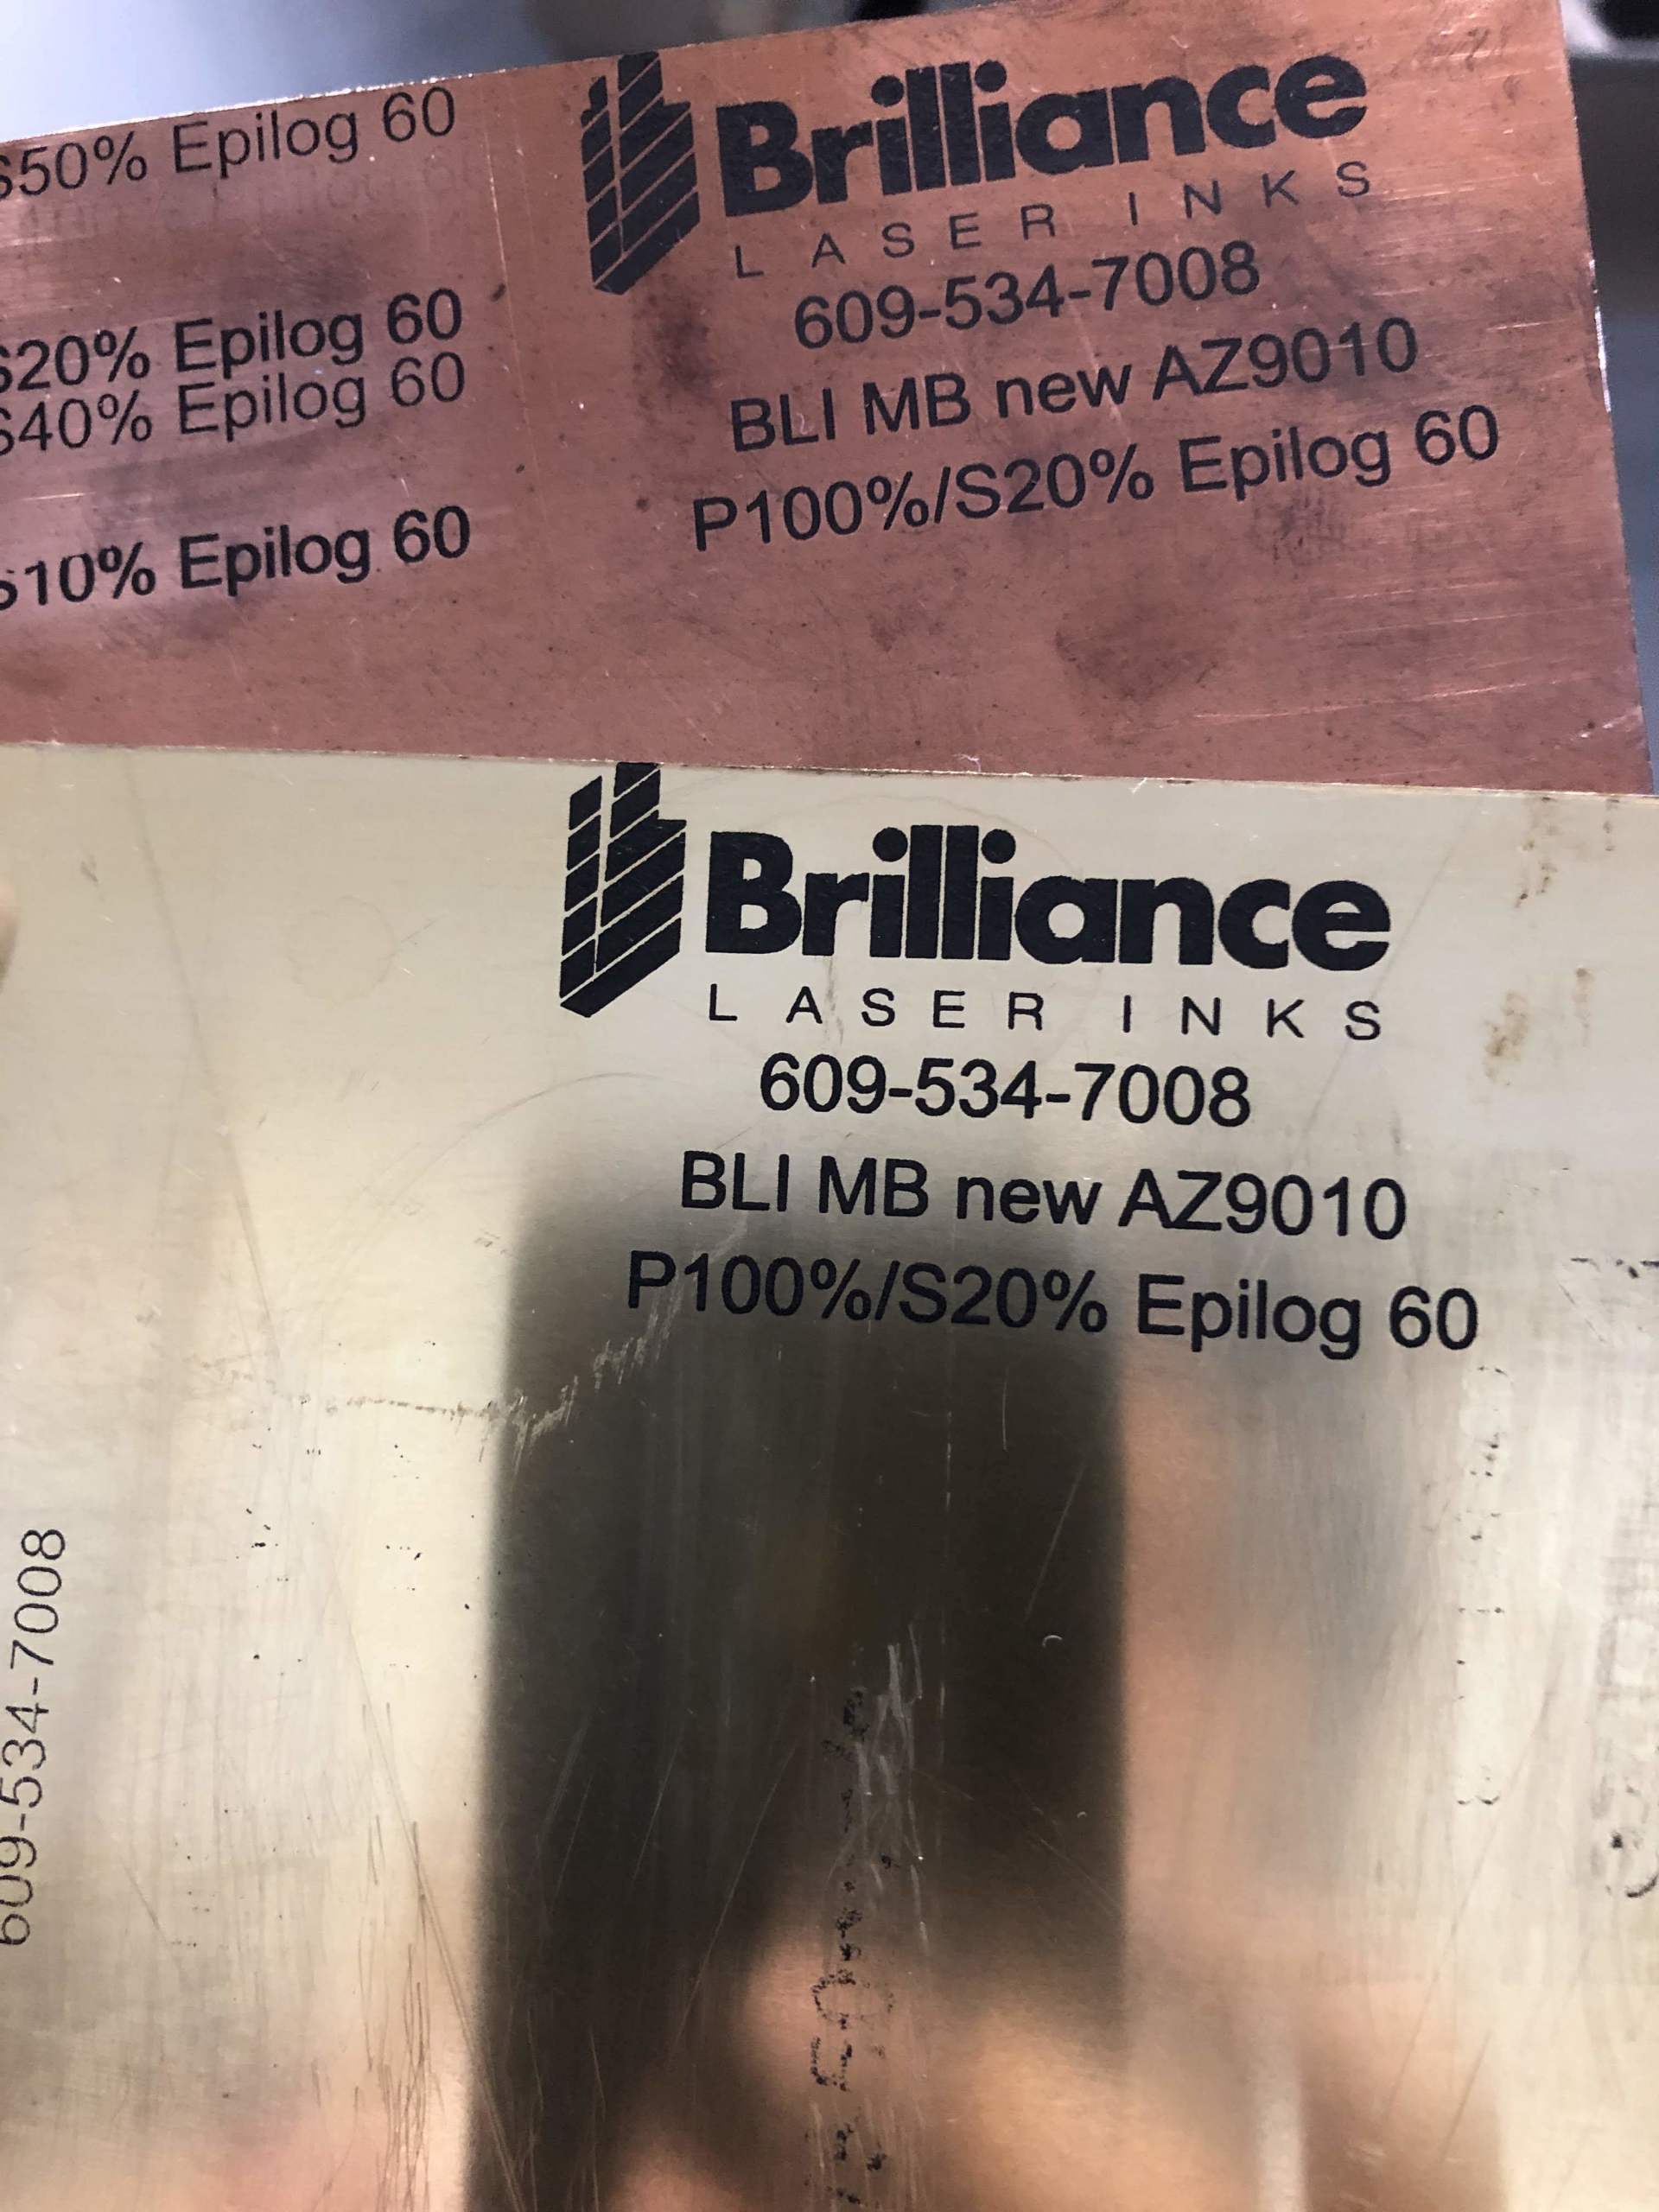 S50% Epilog 60
S20% Epilog 60
S40% Epilog 60
S10% Epilog 60
Brilliance
LASER INKS
609-534-7008
BLI MB new AZ9010
P100%/S20% Epilog 60
Brilliance
LASER INKS
609-534-7008
BLI MB new AZ9010
P100%/S20% Epilog 60
609-534-7008